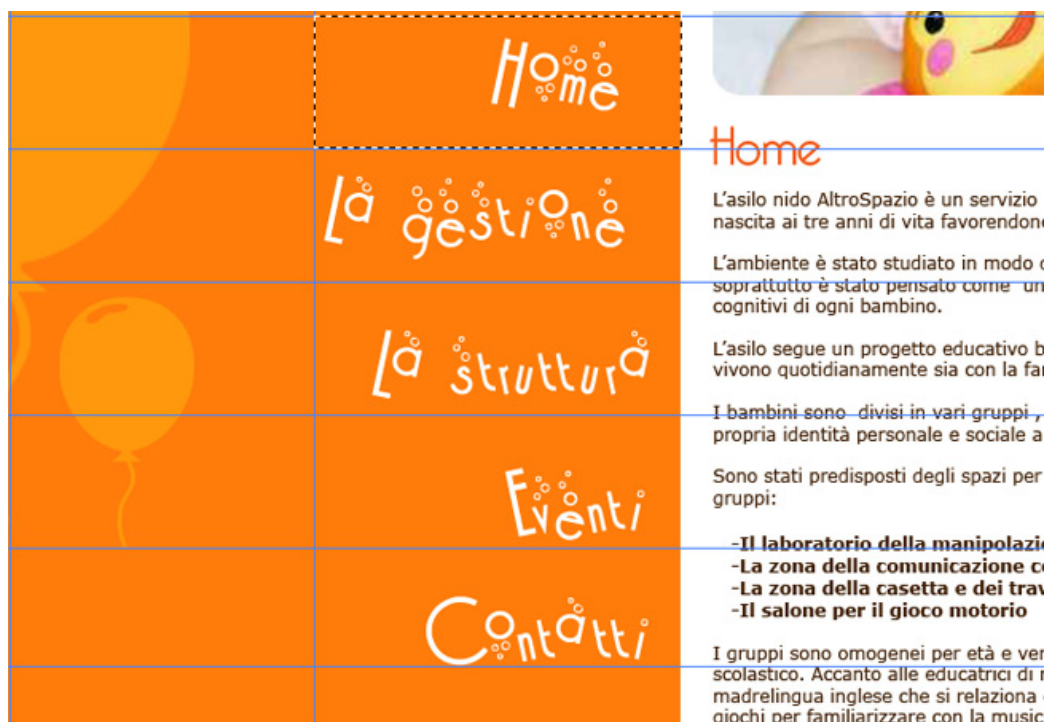 Home
La gestione
La struttura
Eventi
Contatti
Home
L'asilo nido AltroSpazio è un servizio
nascita ai tre anni di vita favorendone
L'ambiente è stato studiato in modo
soprattutto è stato pensato come un
cognitivi di ogni bambino.
L'asilo segue un progetto educativo
vivono quotidianamente sia con la
I bambini sono divisi in vari gruppi ,
propria identità personale e sociale a
Sono stati predisposti degli spazi per
gruppi:
-Il laboratorio della manipolazi
-La zona della comunicazione
-La zona della casetta e dei
-Il salone per il gioco motorio
I gruppi sono omogenei per età e
scolastico. Accanto alle educatrici di
madrelingua inglese che si relaziona
giochi per familiarizzare con la music